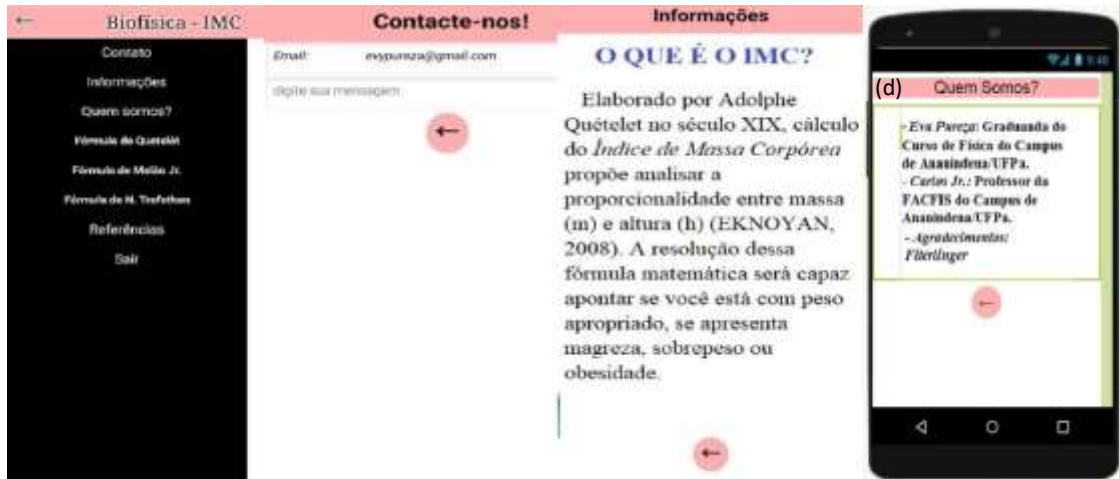 ←
Biofísica - IMC
Contato
Informações
Quem somos?
Fórmula de Quetelét
Fórmula de Melão Jr.
Fórmula de N. Trefethen
Referências
Sair
Contacte-nos!
Email:
digite sua mensagem
←
Informações
O QUE É O IMC?
Elaborado por Adolphe
Quételet no século XIX, cálculo
do Índice de Massa Corpórea
propõe analisar a
proporcionalidade entre massa
(m) e altura (h) (EKNOYAN,
2008). A resolução dessa
fórmula matemática será capaz
apontar se você está com peso
apropriado, se apresenta
magreza, sobrepeso ou
obesidade.
←
(d)
Quem Somos?
- Eva : Graduanda do
Curso de Física do Campus
de Ananindeua/UFPa.
- Carlos Jr.: Professor da
FACFIS do Campus de
Ananindeua/UFPa.
- Agradecimentos:
←